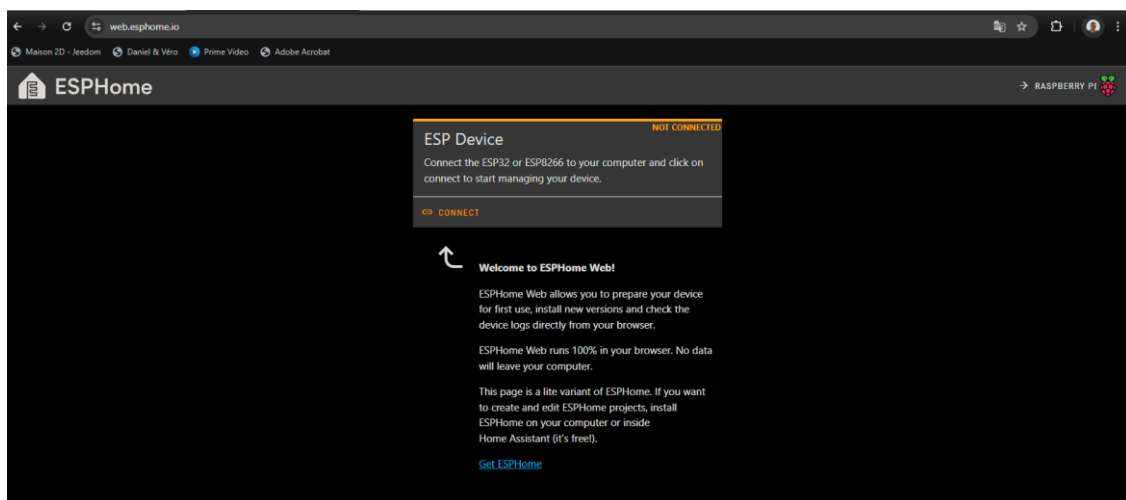 web.esphome.io
Maison 2D - Jeedom Daniel & Véro Prime Video Adobe Acrobat
ESPHome
RASPBERRY PI
NOT CONNECTED
ESP Device
Connect the ESP32 or ESP8266 to your computer and click on
connect to start managing your device.
CONNECT
Welcome to ESPHome Web!
ESPHome Web allows you to prepare your device
for first use, install new versions and check the
device logs directly from your browser.
ESPHome Web runs 100% in your browser. No data
will leave your computer.
This page is a lite variant of ESPHome. If you want
to create and edit ESPHome projects, install
ESPHome on your computer or inside
Home Assistant (it's free!).
Get ESPHome